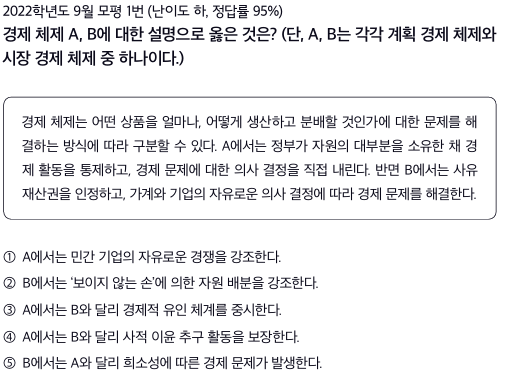 2022학년도 9월 모평 1번 (난이도 하, 정답률 95%)
경제 체제 A, B에 대한 설명으로 옳은 것은? (단, A, B는 각각 계획 경제 체제와
시장 경제 체제 중 하나이다.)
경제 체제는 어떤 상품을 얼마나, 어떻게 생산하고 분배할 것인가에 대한 문제를 해
결하는 방식에 따라 구분할 수 있다. A에서는 정부가 자원의 대부분을 소유한 채 경
제 활동을 통제하고, 경제 문제에 대한 의사 결정을 직접 내린다. 반면 B에서는 사유
재산권을 인정하고, 가계와 기업의 자유로운 의사 결정에 따라 경제 문제를 해결한다.
① A에서는 민간 기업의 자유로운 경쟁을 강조한다.
② B에서는 '보이지 않는 손'에 의한 자원 배분을 강조한다.
③ A에서는 B와 달리 경제적 유인 체계를 중시한다.
④ A에서는 B와 달리 사적 이윤 추구 활동을 보장한다.
⑤ B에서는 A와 달리 희소성에 따른 경제 문제가 발생한다.